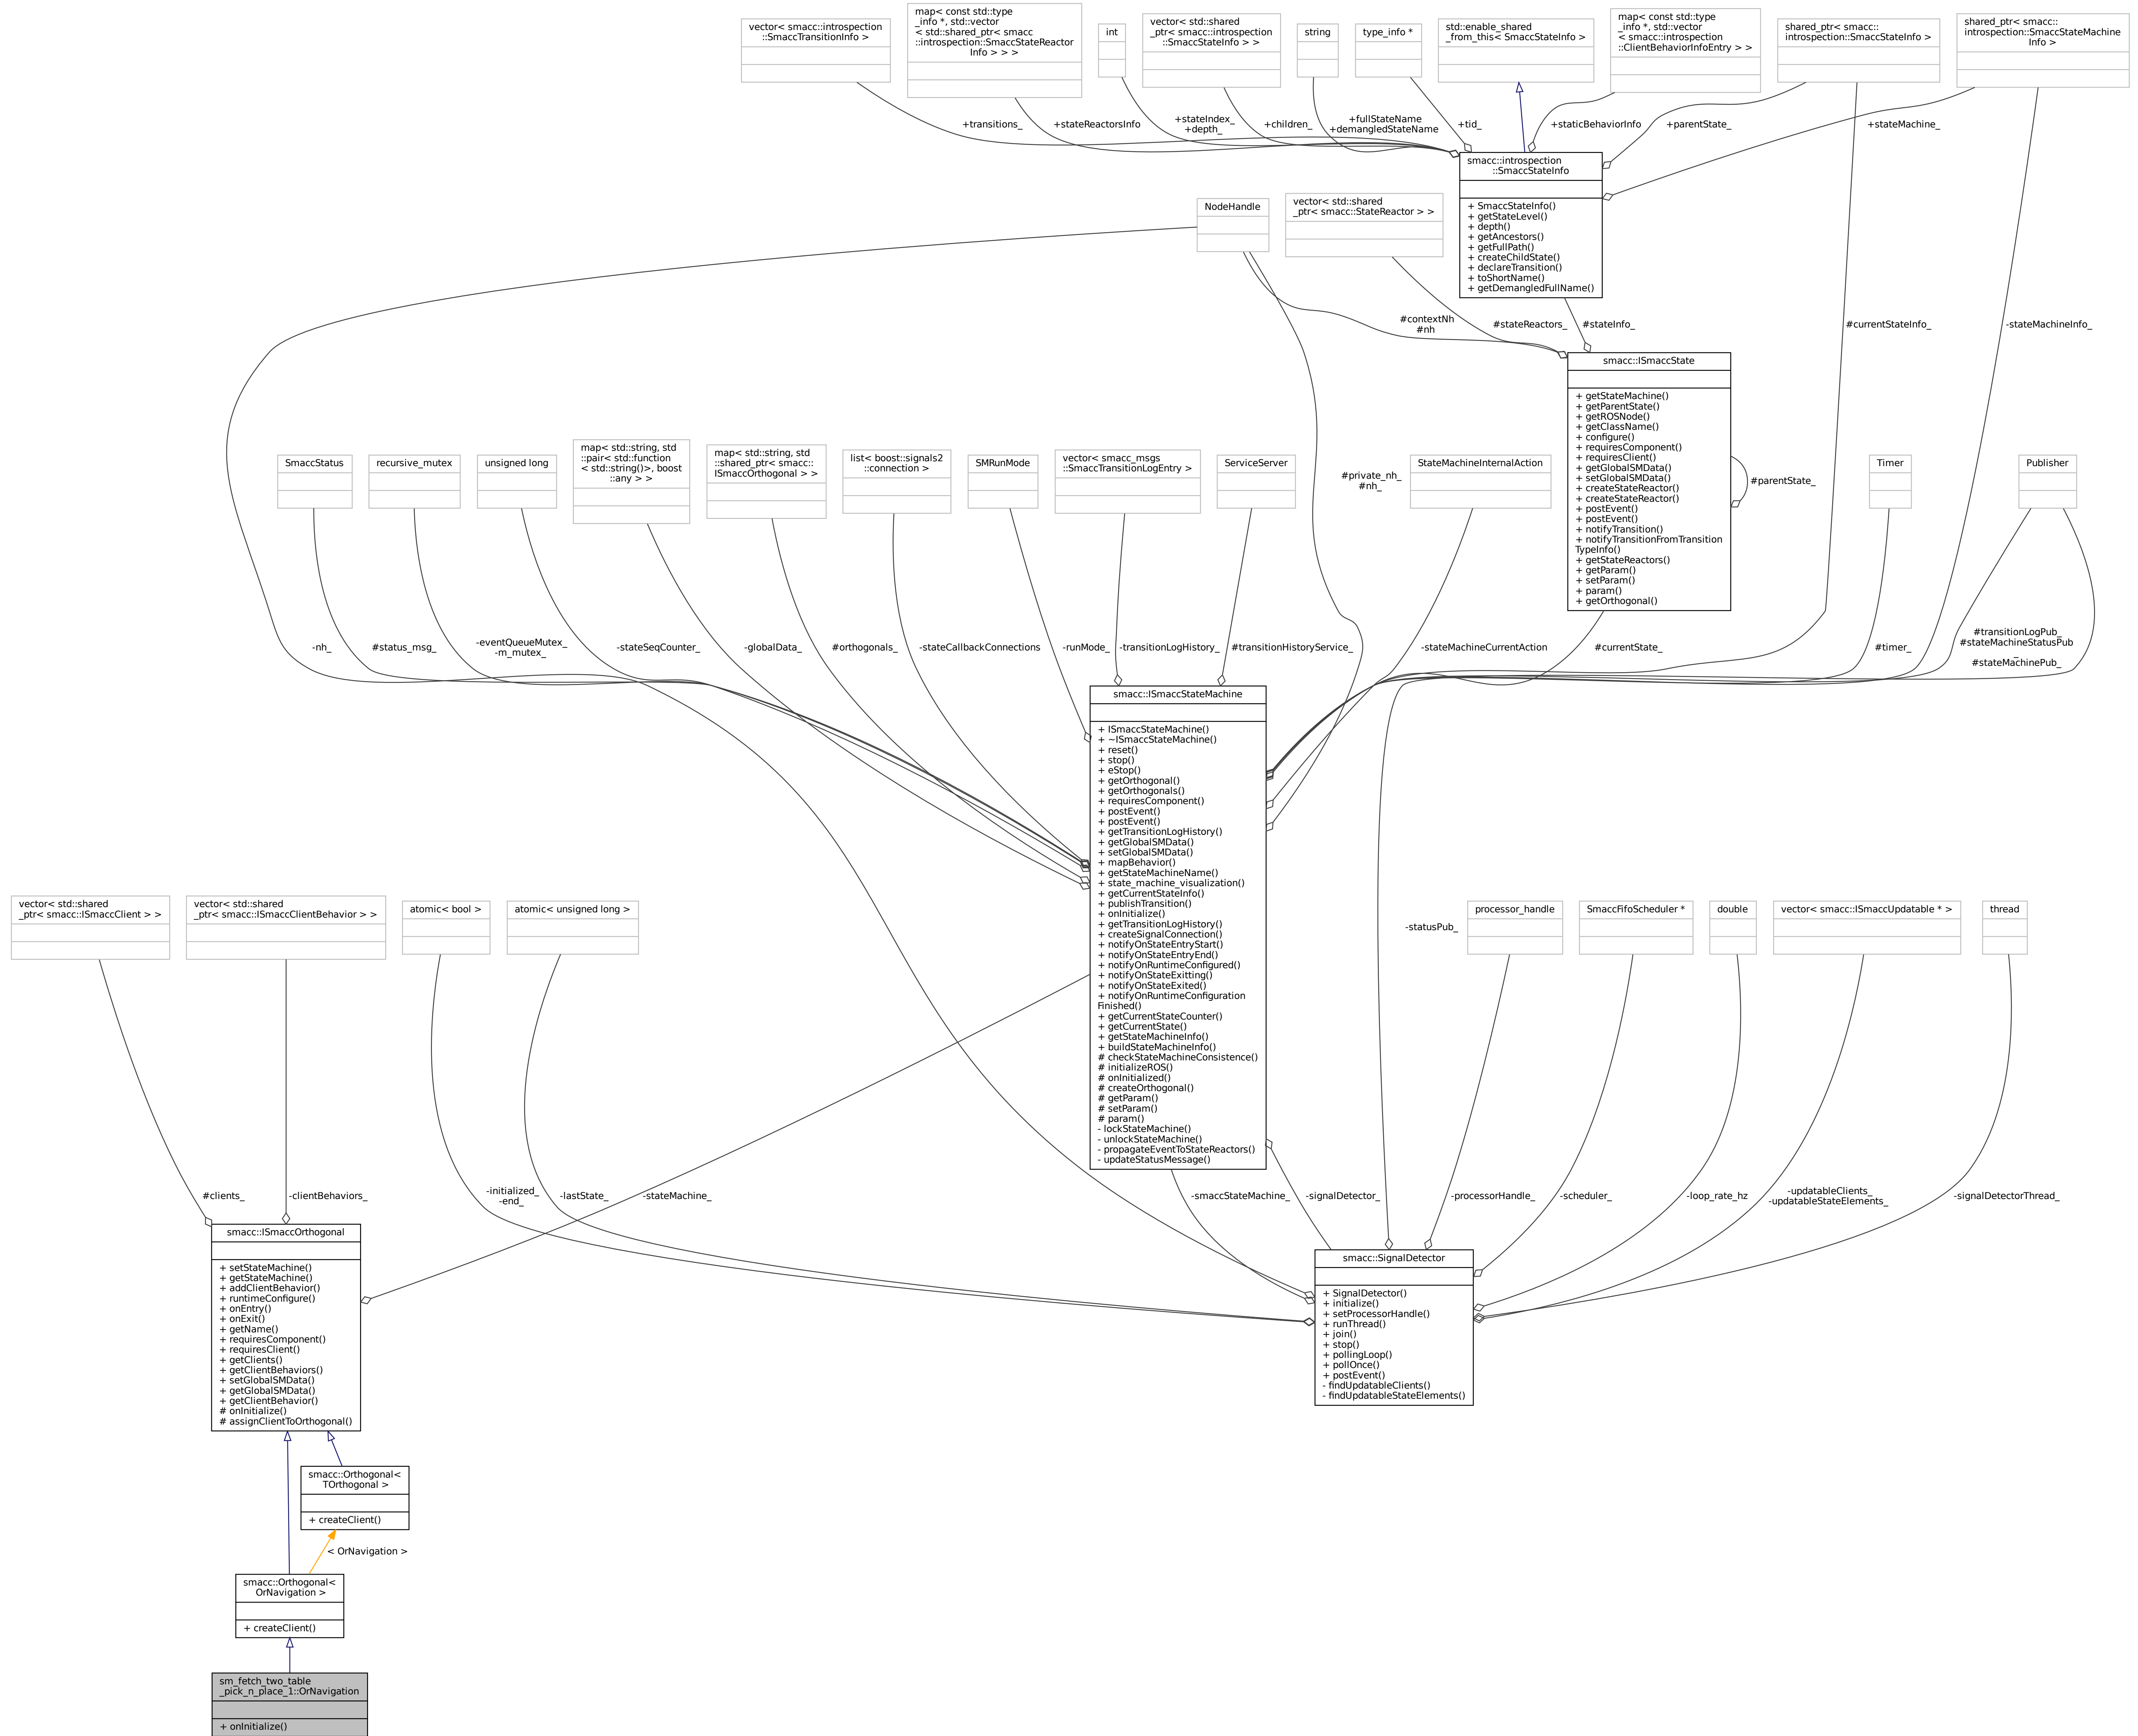 vector< smacc::introspection
::SmaccTransitionInfo >
map< const std::type
_info *, std::vector
< std::shared_ptr< smacc
::introspection::SmaccStateReactor
Info > > >
int
vector< std::shared
_ptr< smacc::introspection
::SmaccStateInfo > >
string
type_info *
std::enable_shared
_from_this< SmaccStateInfo >
map< const std::type
_info *, std::vector
< smacc::introspection
::ClientBehaviorInfoEntry > >
shared_ptr< smacc::
introspection::SmaccStateInfo >
shared_ptr< smacc::
introspection::SmaccStateMachine
Info >
+transitions_
+stateReactorsInfo
+stateIndex_
+depth_
+children_
+fullStateName
+demangledStateName
+tid_
+staticBehaviorInfo
+parentState_
+stateMachine_
smacc::introspection
::SmaccStateInfo
+ SmaccStateInfo()
+ getStateLevel()
+ depth()
+ getAncestors()
+ getFullPath()
+ createChildState()
+ declareTransition()
+ toShortName()
+ getDemangledFullName()
NodeHandle
vector< std::shared
_ptr< smacc::StateReactor > >
#contextNh
#nh
#stateReactors_
#stateInfo_
#currentStateInfo_
-stateMachineInfo_
smacc::ISmaccState
+ getStateMachine()
+ getParentState()
+ getROSNode()
+ getClassName()
+ configure()
+ requiresComponent()
+ requiresClient()
+ getGlobalSMData()
+ setGlobalSMData()
+ createStateReactor()
+ createStateReactor()
+ postEvent()
+ postEvent()
+ notifyTransition()
+ notifyTransitionFromTransition
TypeInfo()
+ getStateReactors()
+ getParam()
+ setParam()
+ param()
+ getOrthogonal()
#parentState_
SmaccStatus
recursive_mutex
unsigned long
map< std::string, std
::pair< std::function
< std::string()>, boost
::any > >
map< std::string, std
::shared_ptr< smacc::
ISmaccOrthogonal > >
list< boost::signals2
::connection >
SMRunMode
vector< smacc_msgs
::SmaccTransitionLogEntry >
ServiceServer
#private_nh_
#nh_
StateMachineInternalAction
Timer
Publisher
-nh_
#status_msg_
-eventQueueMutex_
-m_mutex_
-stateSeqCounter_
-globalData_
#orthogonals_
-stateCallbackConnections
-runMode_
-transitionLogHistory_
#transitionHistoryService_
-stateMachineCurrentAction
#currentState_
#timer_
#transitionLogPub_
#stateMachineStatusPub
_
#stateMachinePub_
smacc::ISmaccStateMachine
+ ISmaccStateMachine()
+ ~ISmaccStateMachine()
+ reset()
+ stop()
+ eStop()
+ getOrthogonal()
+ getOrthogonals()
+ requiresComponent()
+ postEvent()
+ postEvent()
+ getTransitionLogHistory()
+ getGlobalSMData()
+ setGlobalSMData()
+ mapBehavior()
+ getStateMachineName()
+ state_machine_visualization()
+ getCurrentStateInfo()
+ publishTransition()
+ onInitialize()
+ getTransitionLogHistory()
+ createSignalConnection()
+ notifyOnStateEntryStart()
+ notifyOnStateEntryEnd()
+ notifyOnRuntimeConfigured()
+ notifyOnStateExitting()
+ notifyOnStateExited()
+ notifyOnRuntimeConfiguration
Finished()
+ getCurrentStateCounter()
+ getCurrentState()
+ getStateMachineInfo()
+ buildStateMachineInfo()
# checkStateMachineConsistence()
# initializeROS()
# onInitialized()
# createOrthogonal()
# getParam()
# setParam()
# param()
- lockStateMachine()
- unlockStateMachine()
- propagateEventToStateReactors()
- updateStatusMessage()
vector< std::shared
_ptr< smacc::ISmaccClient > >
vector< std::shared
_ptr< smacc::ISmaccClientBehavior > >
atomic< bool >
atomic< unsigned long >
-statusPub_
processor_handle
SmaccFifoScheduler *
double
vector< smacc::ISmaccUpdatable * >
thread
#clients_
-clientBehaviors_
-initialized_
-end_
-lastState_
-stateMachine_
-smaccStateMachine_
-signalDetector_
-processorHandle_
-scheduler_
-loop_rate_hz
-updatableClients_
-updatableStateElements_
-signalDetectorThread_
smacc::ISmaccOrthogonal
+ setStateMachine()
+ getStateMachine()
+ addClientBehavior()
+ runtimeConfigure()
+ onEntry()
+ onExit()
+ getName()
+ requiresComponent()
+ requiresClient()
+ getClients()
+ getClientBehaviors()
+ setGlobalSMData()
+ getGlobalSMData()
+ getClientBehavior()
# onInitialize()
# assignClientToOrthogonal()
smacc::SignalDetector
+ SignalDetector()
+ initialize()
+ setProcessorHandle()
+ runThread()
+ join()
+ stop()
+ pollingLoop()
+ pollOnce()
+ postEvent()
- findUpdatableClients()
- findUpdatableStateElements()
smacc::Orthogonal<
TOrthogonal >
+ createClient()
< OrNavigation >
smacc::Orthogonal<
OrNavigation >
+ createClient()
sm_fetch_two_table
_pick_n_place_1::OrNavigation
+ onInitialize()